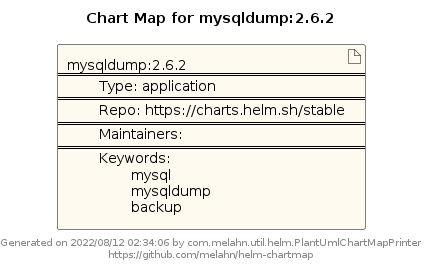 Chart Map for mysqldump:2.6.2
mysqldump:2.6.2
Type: application
Repo: https://charts.helm.sh/stable
Maintainers:
Keywords:
mysql
mysqldump
backup
Generated on 2022/08/12 02:34:06 by com.melahn.util.helm.PlantUmlChartMapPrinter
https://github.com/melahn/helm-chartmap